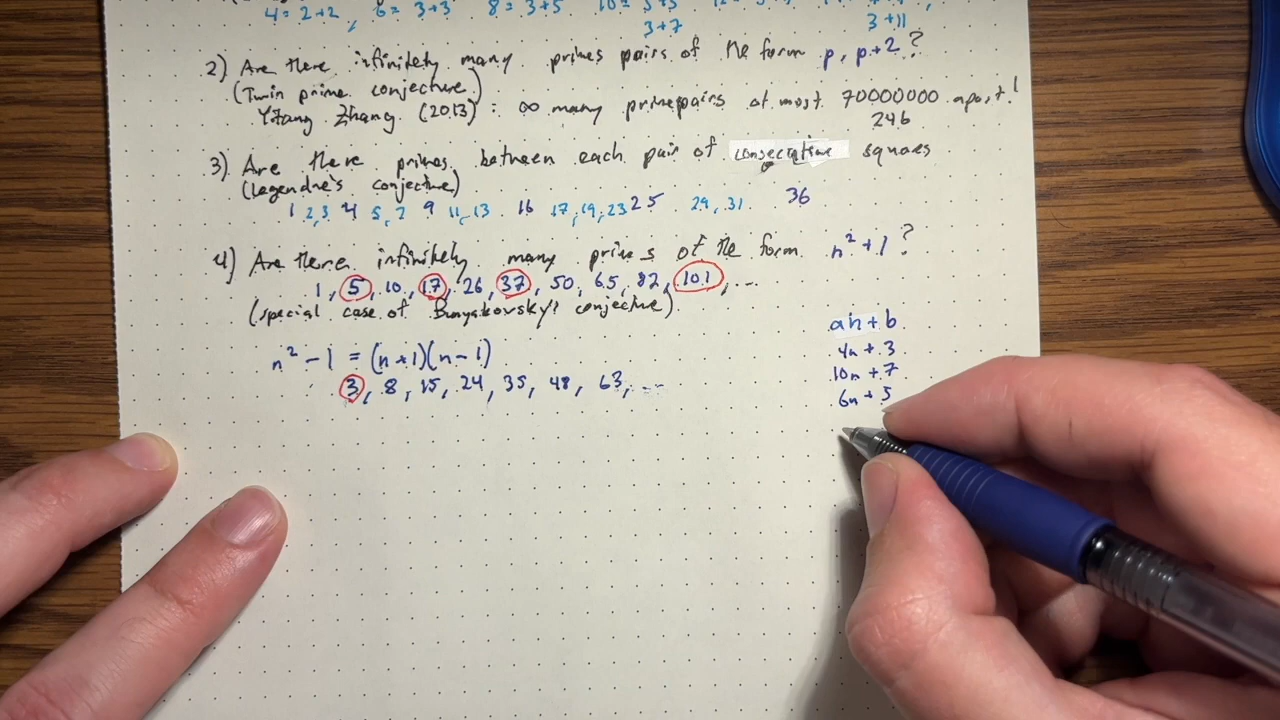 4 = 2+2, 6 = 3+3 8 = 3+5 10 =
3+7 3+11
2) Are there infinitely many primes pairs of the form p, p+2?
(Twin prime conjecture)
Yitang Zhang (2013): ∞ many prime pairs at most 70000000 apart!
246
3) Are there primes between each pair of consecutive squares
(Legendre's conjecture)
1 2,3 4 5,7 9 11,13 16 17,19,23 25 29,31 36
4) Are there infinitely many primes of the form n² + 1?
1, 5, 10, 17, 26, 37, 50, 65, 82, 101, ...
(special case of Bunyakovsky's conjecture)
n² - 1 = (n+1)(n-1)
3, 8, 15, 24, 35, 48, 63, ...
an + b
4n + 3
10n + 7
6n + 5